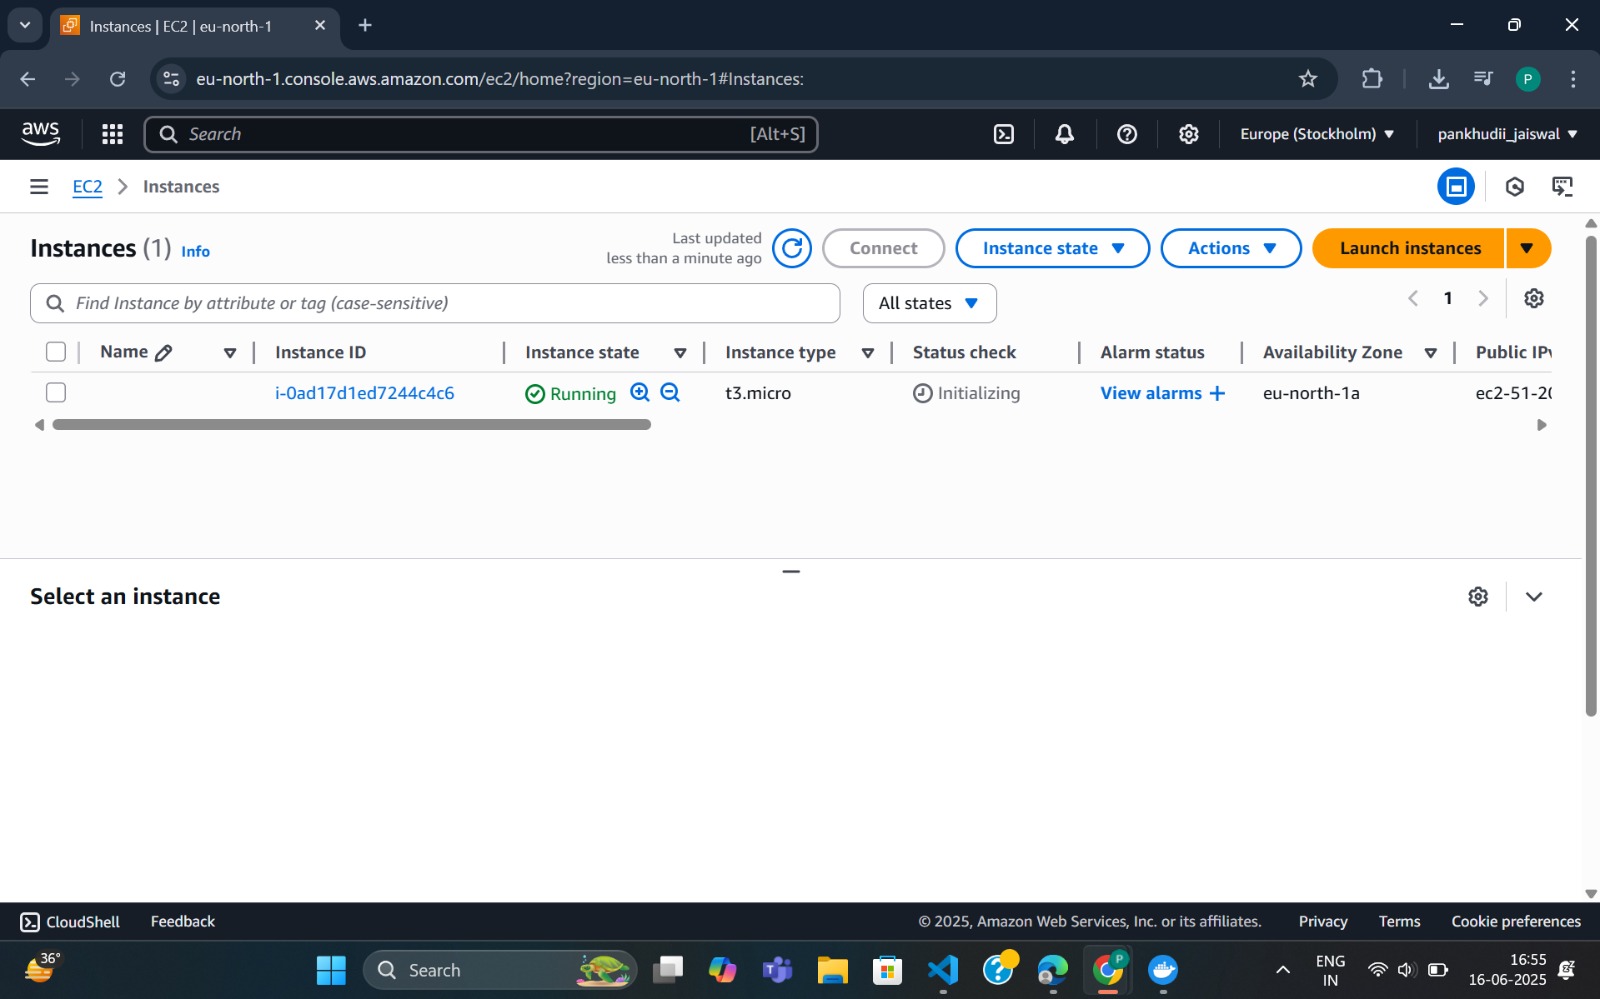 Instances | EC2 | eu-north-1
eu-north-1.console.aws.amazon.com/ec2/home?region=eu-north-1#Instances:
P
aws
Search [Alt+S]
Europe (Stockholm)
pankhudii_jaiswal
EC2 Instances
Instances (1) Info
Last updated
less than a minute ago
Connect
Instance state
Actions
Launch instances
Find Instance by attribute or tag (case-sensitive)
All states
1
Name Instance ID Instance state Instance type Status check Alarm status Availability Zone Public IPv
i-0ad17d1ed7244c4c6 Running t3.micro Initializing View alarms + eu-north-1a ec2-51-20
Select an instance
CloudShell Feedback © 2025, Amazon Web Services, Inc. or its affiliates. Privacy Terms Cookie preferences
36°
Search
P
ENG
IN
16:55
16-06-2025